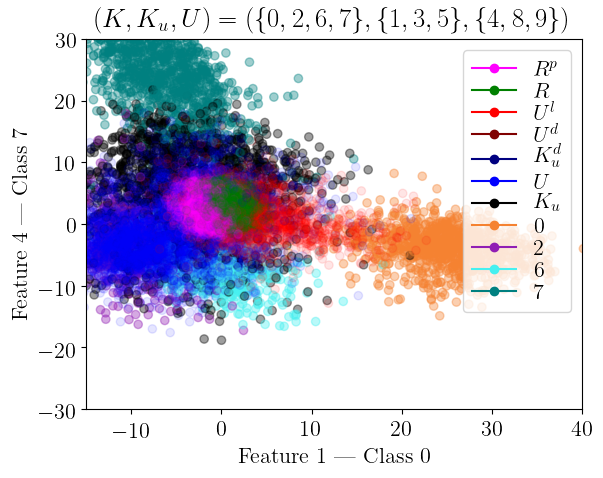 (K, K_u, U) = ({0, 2, 6, 7}, {1, 3, 5}, {4, 8, 9})
30
20
10
0
−10
−20
−30
Feature 4 — Class 7
R^p
R
U^l
U^d
K_u^d
U
K_u
0
2
6
7
−10
0
10
20
30
40
Feature 1 — Class 0